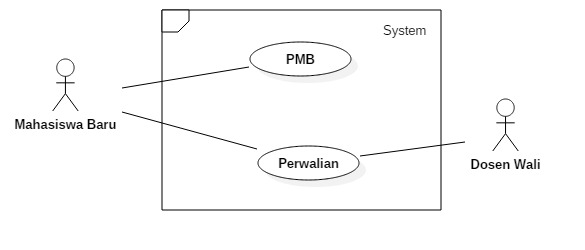 System
PMB
Mahasiswa Baru
Perwalian
Dosen Wali